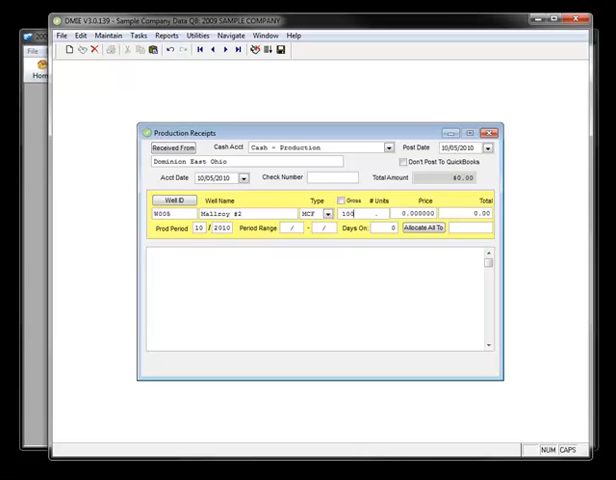 DMIE V3.0.139 - Sample Company Data QB: 2009 SAMPLE COMPANY
File Edit Maintain Tasks Reports Utilities Navigate Window Help
File
Hom
Production Receipts
Received From Cash Acct Cash - Production Post Date 10/05/2010
Dominion East Ohio Don't Post To QuickBooks
Acct Date 10/05/2010 Check Number Total Amount $0.00
Well ID Well Name Type Gross # Units Price Total
W005 Mallroy #2 MCF 100 . 0.000000 0.00
Prod Period 10 / 2010 Period Range / - / Days On: 0 Allocate All To
NUM CAPS